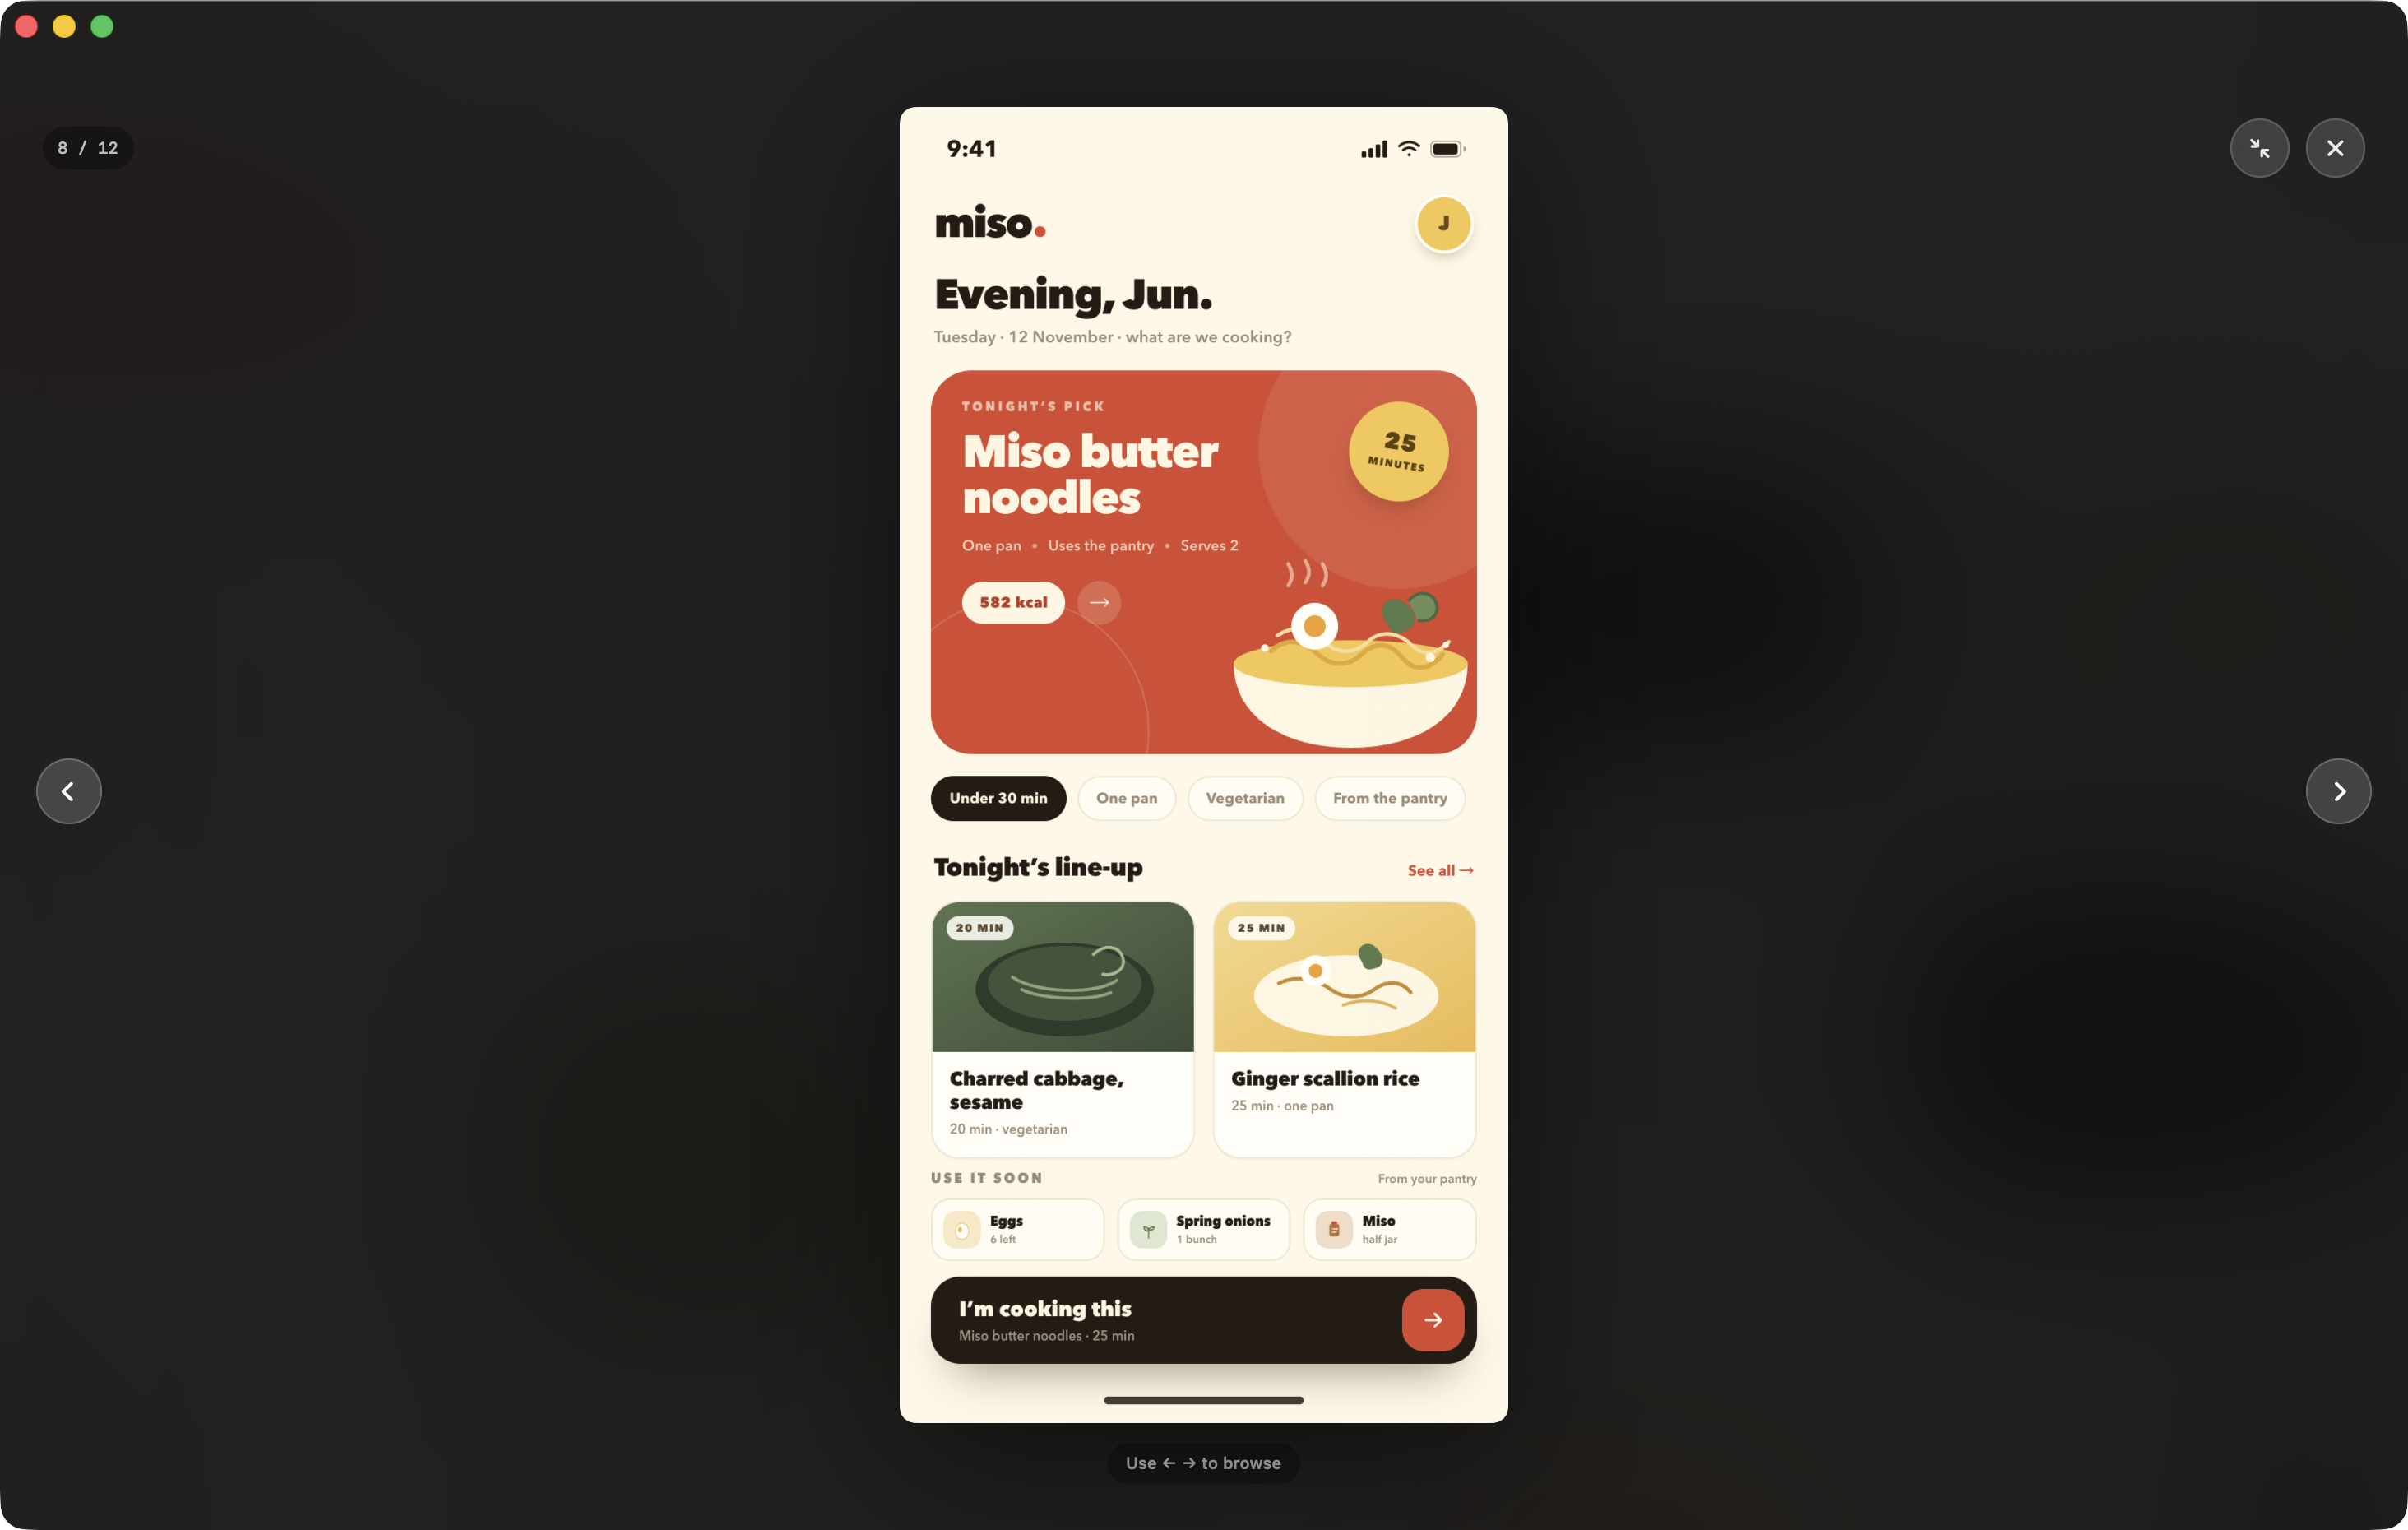 8 / 12
9:41
miso.
J
Evening, Jun.
Tuesday · 12 November · what are we cooking?
TONIGHT’S PICK
Miso butter
noodles
25
MINUTES
One pan • Uses the pantry • Serves 2
582 kcal →
Under 30 min
One pan
Vegetarian
From the pantry
Tonight’s line-up
See all →
20 MIN
Charred cabbage,
sesame
20 min · vegetarian
25 MIN
Ginger scallion rice
25 min · one pan
USE IT SOON
From your pantry
Eggs
6 left
Spring onions
1 bunch
Miso
half jar
I’m cooking this
Miso butter noodles · 25 min
Use ← → to browse